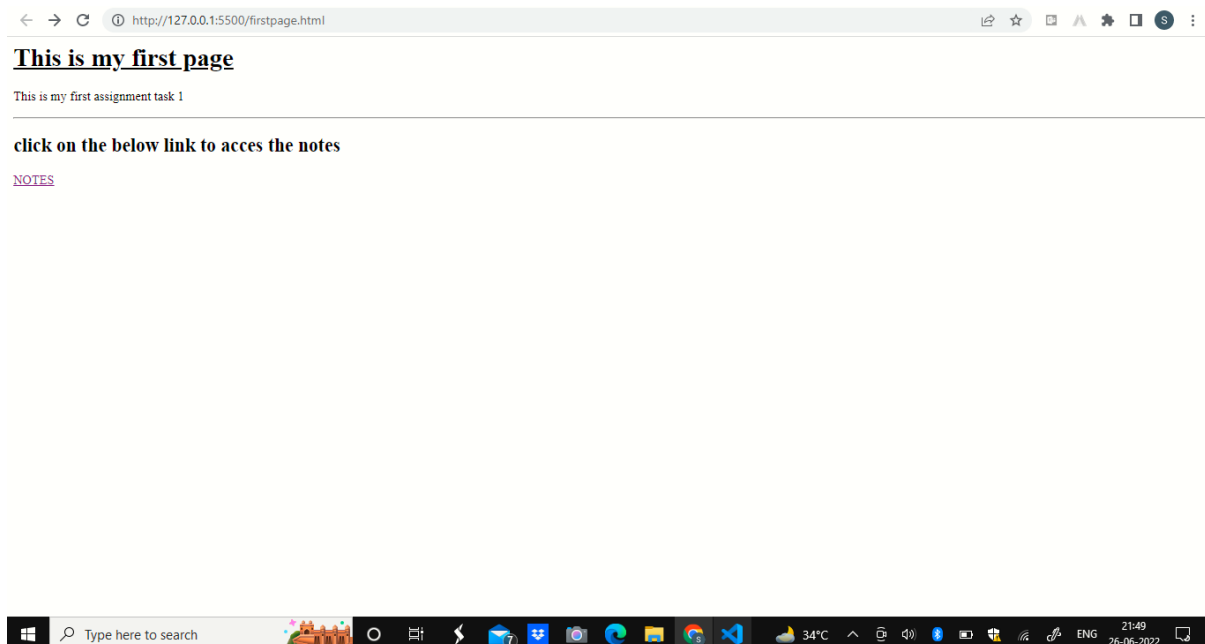 http://127.0.0.1:5500/firstpage.html
S
This is my first page
This is my first assignment task 1
click on the below link to acces the notes
NOTES
Type here to search
7
S
34°C
ENG
21:49
26-06-2022